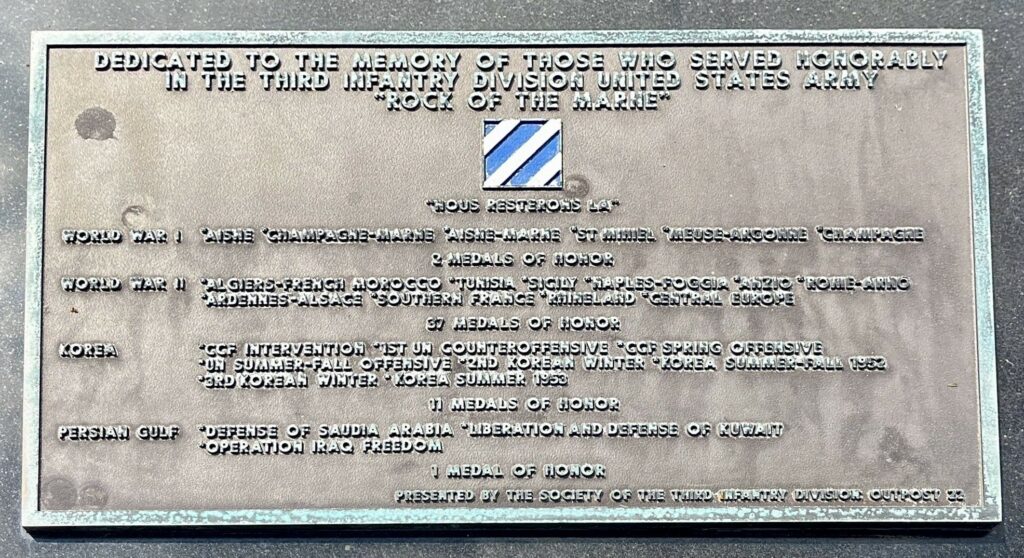 DEDICATED TO THE MEMORY OF THOSE WHO SERVED HONORABLY
IN THE THIRD INFANTRY DIVISION UNITED STATES ARMY
"ROCK OF THE MARNE"
"NOUS RESTERONS LA"
WORLD WAR I *AISNE *CHAMPAGNE-MARNE *AISNE-MARNE *ST MIHIEL *MEUSE-ARGONNE *CHAMPAGNE
2 MEDALS OF HONOR
WORLD WAR II *ALGIERS-FRENCH MOROCCO *TUNISIA *SICILY *NAPLES-FOGGIA *ANZIO *ROME-ARNO
*ARDENNES-ALSACE *SOUTHERN FRANCE *RHINELAND *CENTRAL EUROPE
37 MEDALS OF HONOR
KOREA *CCF INTERVENTION *1ST UN COUNTEROFFENSIVE *CCF SPRING OFFENSIVE
*UN SUMMER-FALL OFFENSIVE *2ND KOREAN WINTER *KOREA SUMMER-FALL 1952
*3RD KOREAN WINTER *KOREA SUMMER 1953
11 MEDALS OF HONOR
PERSIAN GULF *DEFENSE OF SAUDIA ARABIA *LIBERATION AND DEFENSE OF KUWAIT
*OPERATION IRAQ FREEDOM
1 MEDAL OF HONOR
PRESENTED BY THE SOCIETY OF THE THIRD INFANTRY DIVISION: OUTPOST 22